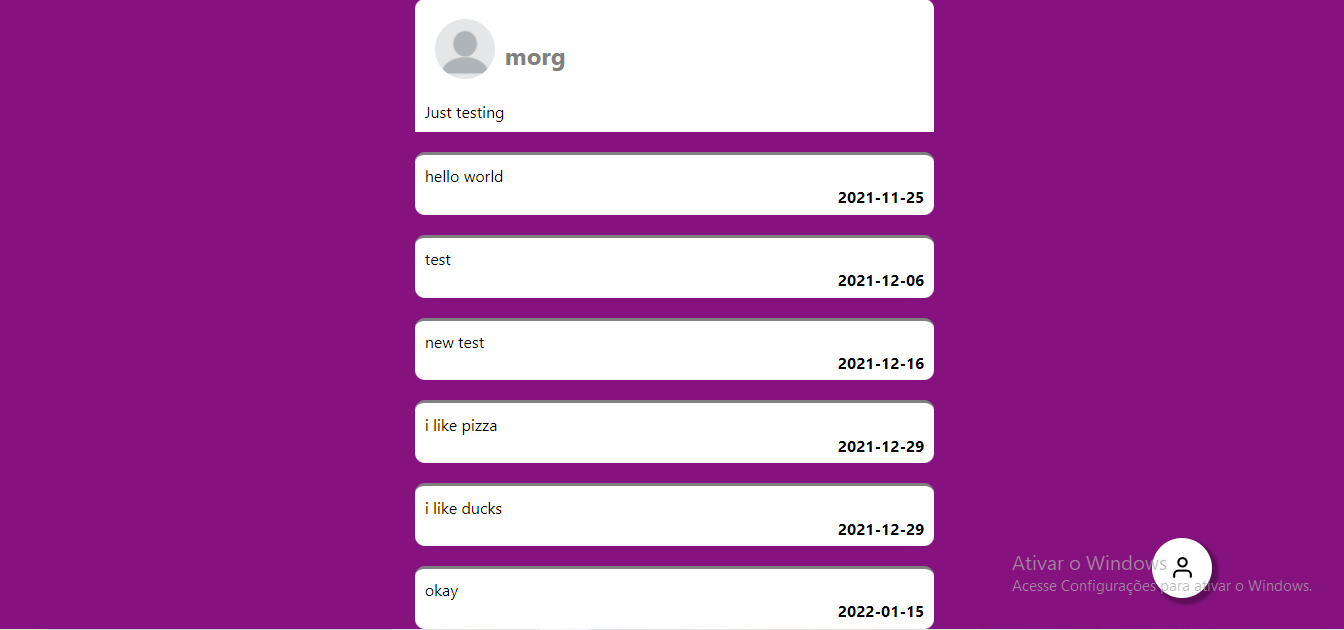 morg
Just testing
hello world
2021-11-25
test
2021-12-06
new test
2021-12-16
i like pizza
2021-12-29
i like ducks
2021-12-29
okay
2022-01-15
Ativar o Windows
Acesse Configurações para ativar o Windows.